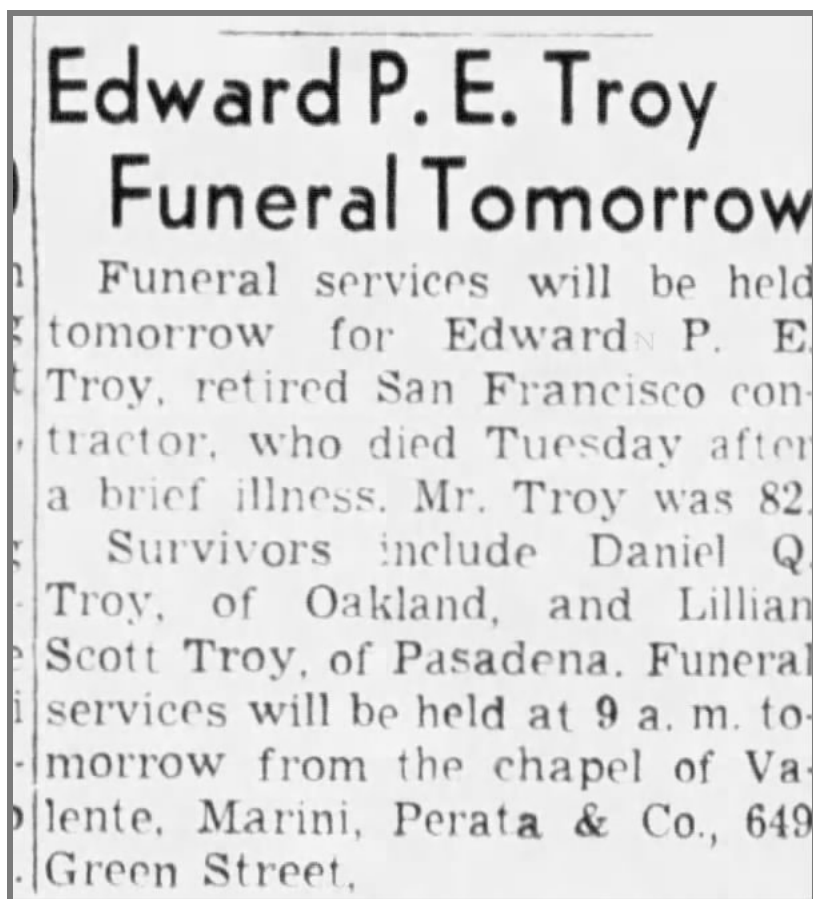 Edward P. E. Troy
Funeral Tomorrow
Funeral services will be held
tomorrow for Edward P. E.
Troy, retired San Francisco con-
tractor, who died Tuesday after
a brief illness. Mr. Troy was 82.
Survivors include Daniel Q.
Troy, of Oakland, and Lillian
Scott Troy, of Pasadena. Funeral
services will be held at 9 a. m. to-
morrow from the chapel of Va-
lente, Marini, Perata & Co., 649
Green Street.